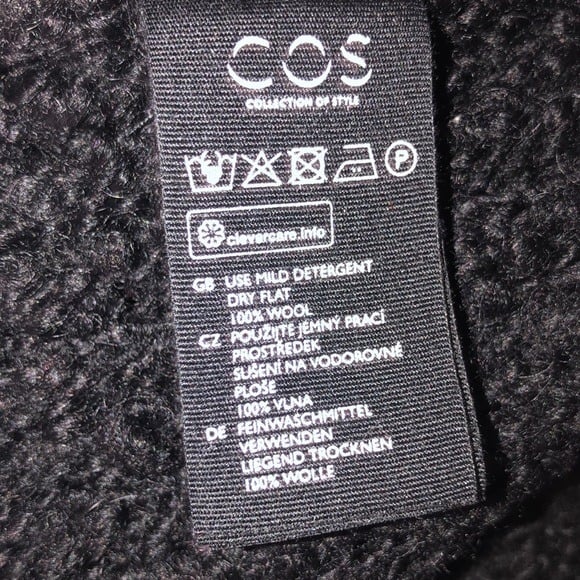 COS
COLLECTION OF STYLE
P
clevercare.info
GB USE MILD DETERGENT
DRY FLAT
100% WOOL
CZ POUŽIJTE JEMNÝ PRACÍ
PROSTŘEDEK
SUŠENÍ NA VODOROVNÉ
PLOŠE
100% VLNA
DE FEINWASCHMITTEL
VERWENDEN
LIEGEND TROCKNEN
100% WOLLE